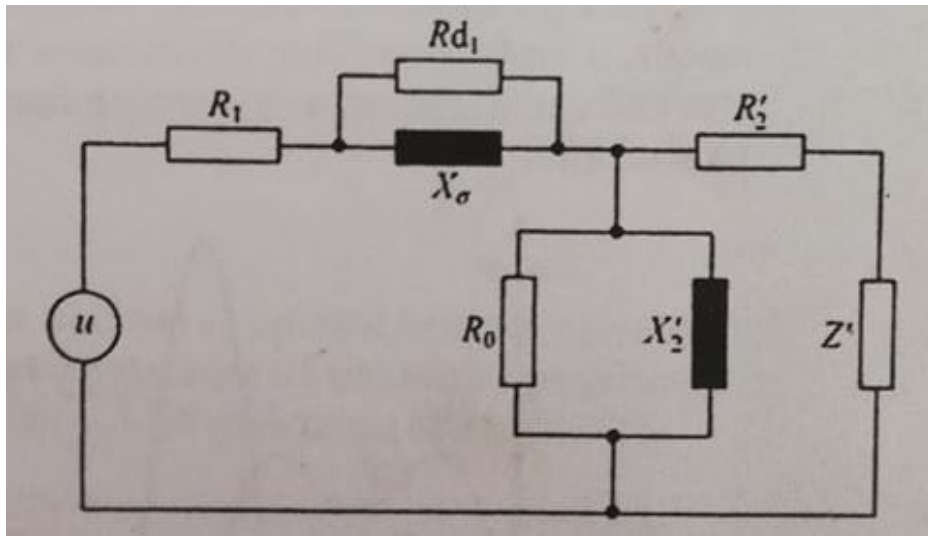 Rd₁
R₁
R′₂
Xσ
u
R₀
X′₂
Z′